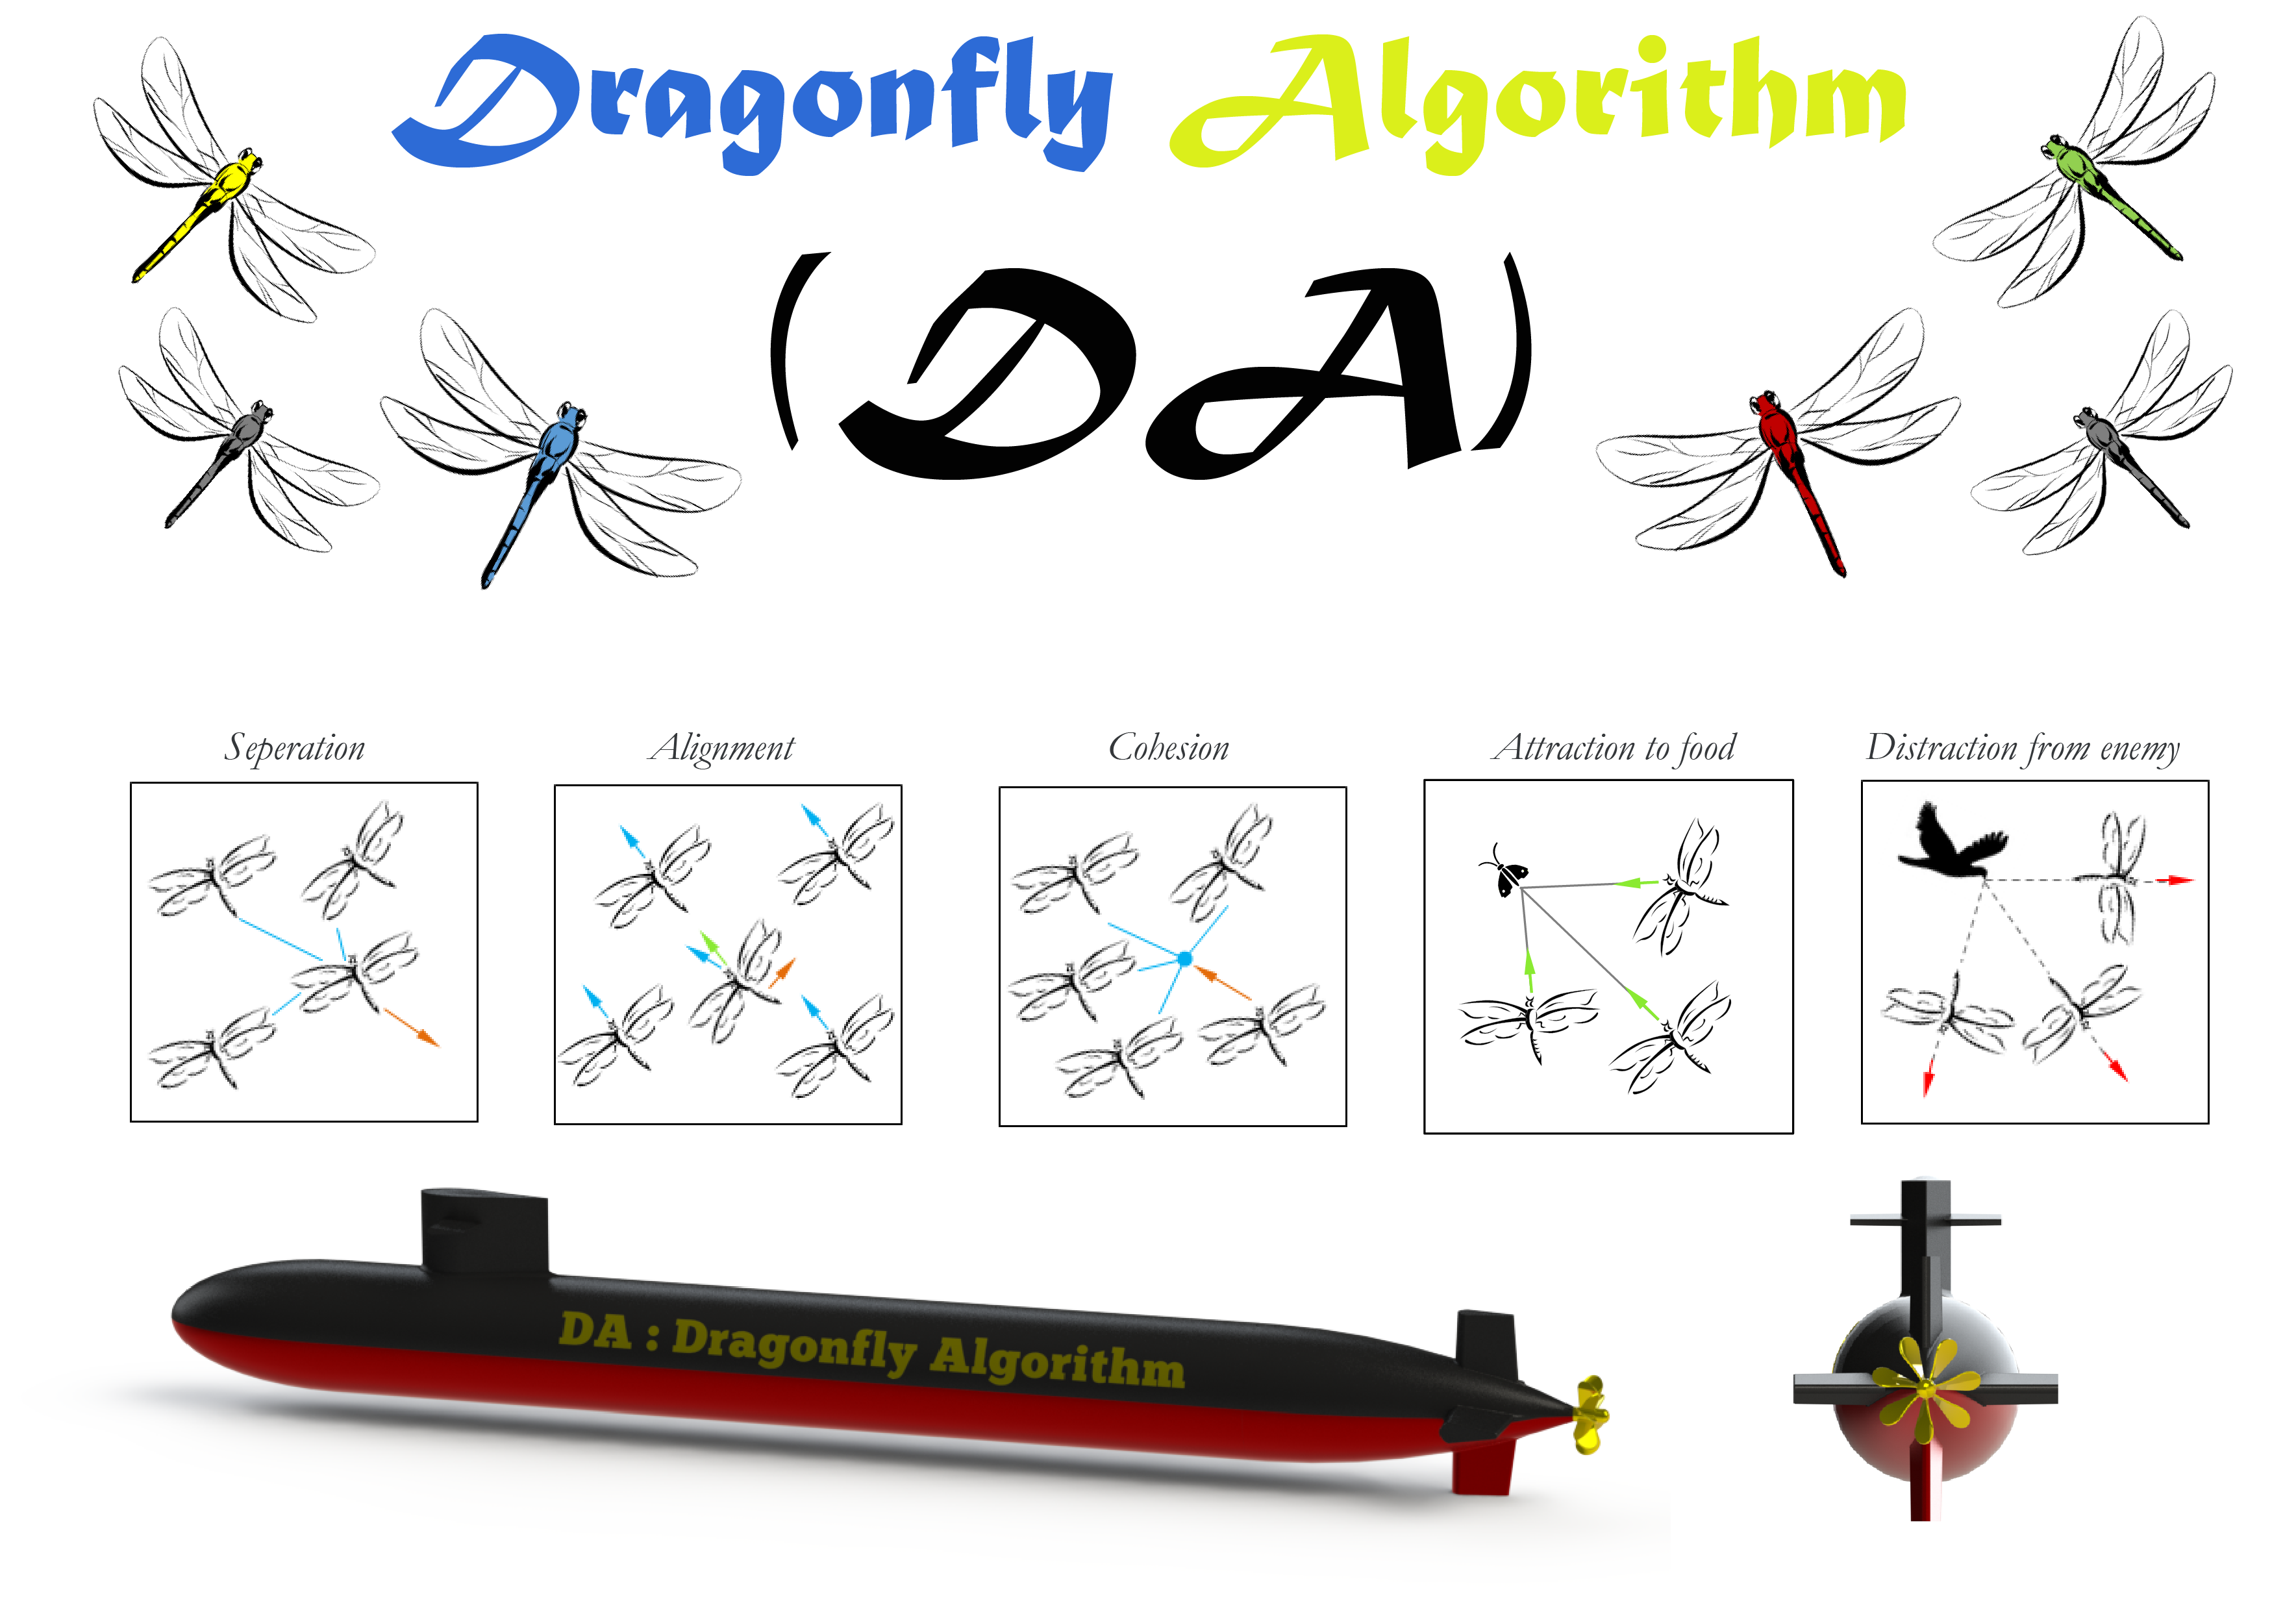 Dragonfly Algorithm
(DA)
Seperation
Alignment
Cohesion
Attraction to food
Distraction from enemy
DA : Dragonfly Algorithm